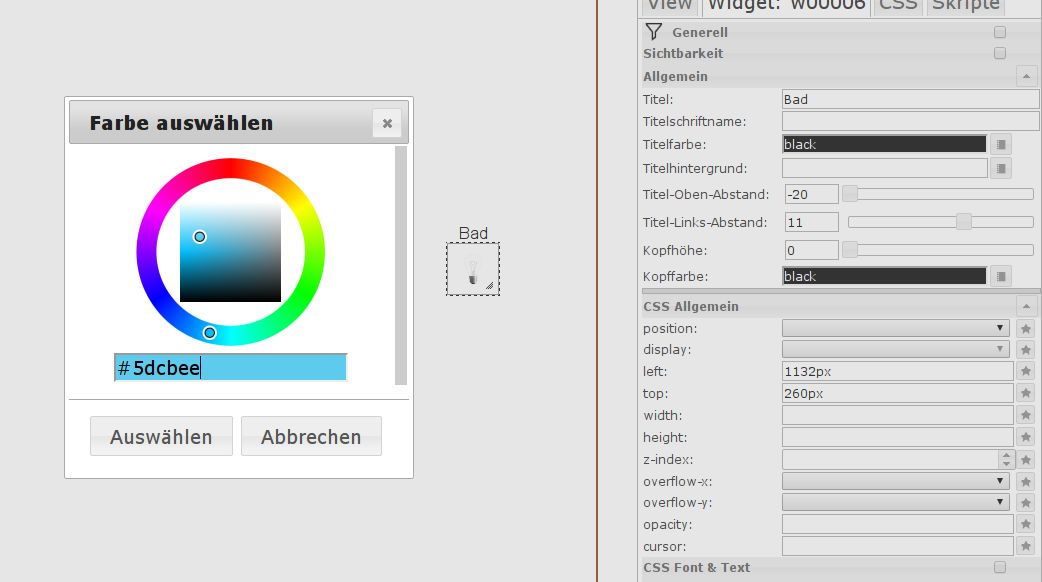 View Widget: w00006 CSS Skripte
Generell
Sichtbarkeit
Allgemein
Titel: Bad
Titelschriftname:
Titelfarbe: black
Titelhintergrund:
Titel-Oben-Abstand: -20
Titel-Links-Abstand: 11
Kopfhöhe: 0
Kopffarbe: black
CSS Allgemein
position:
display:
left: 1132px
top: 260px
width:
height:
z-index:
overflow-x:
overflow-y:
opacity:
cursor:
CSS Font & Text
Farbe auswählen
#5dcbee
Auswählen Abbrechen
Bad